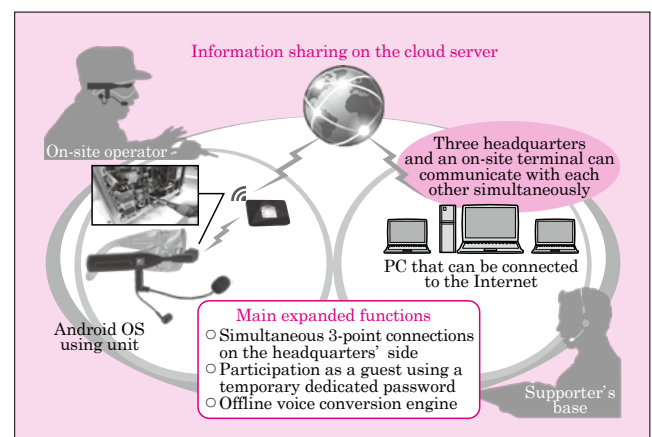 Information sharing on the cloud server
On-site operator
Three headquarters
and an on-site terminal can
communicate with each
other simultaneously
PC that can be connected
to the Internet
Android OS
using unit
Main expanded functions
○Simultaneous 3-point connections
on the headquarters’ side
○Participation as a guest using a
temporary dedicated password
○Offline voice conversion engine
Supporter’s
base